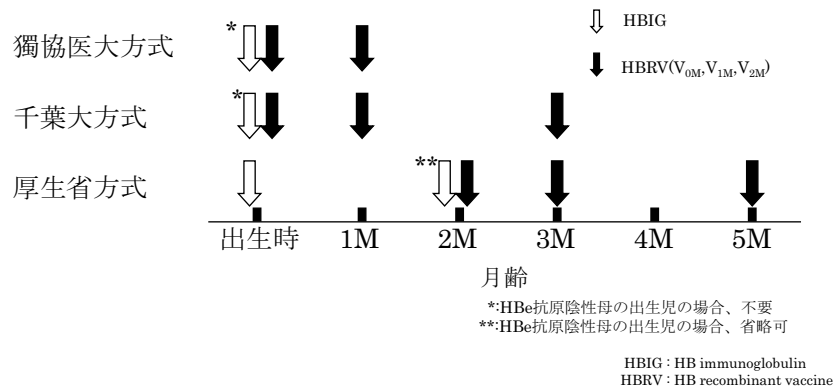 HBIG
獨協医大方式
*
HBRV(V0M,V1M,V2M)
千葉大方式
*
厚生省方式
**
出生時 1M 2M 3M 4M 5M
月齢
*:HBe抗原陰性母の出生児の場合、不要
**:HBe抗原陰性母の出生児の場合、省略可
HBIG : HB immunoglobulin
HBRV : HB recombinant vaccine